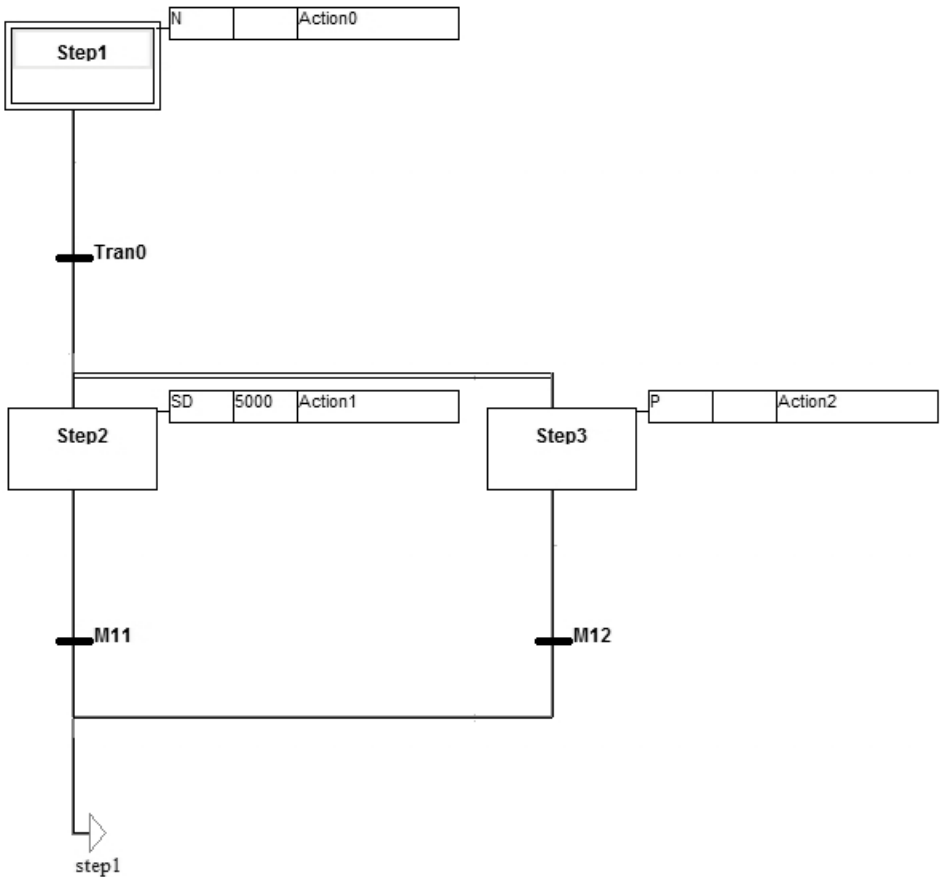 N Action0
Step1
Tran0
SD 5000 Action1
P Action2
Step2
Step3
M11
M12
step1